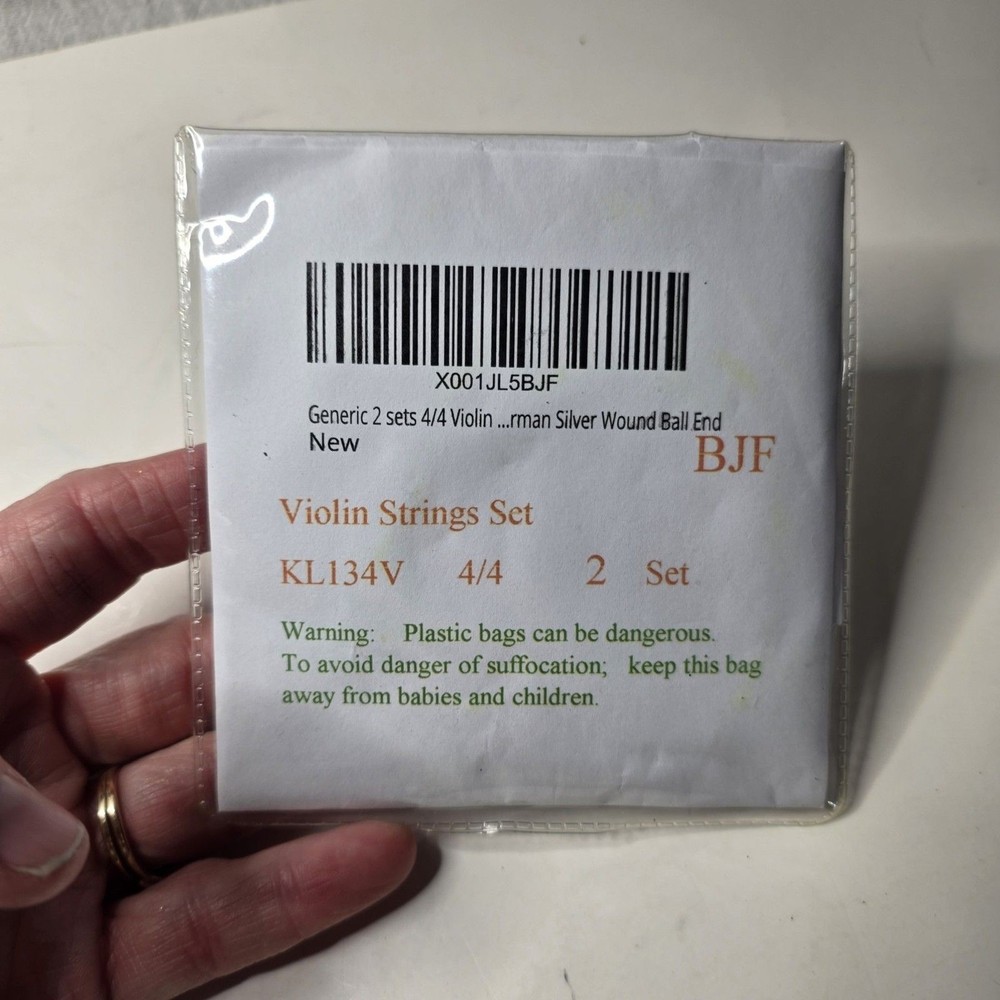 X001JL5BJF
Generic 2 sets 4/4 Violin ...rman Silver Wound Ball End
New
BJF
Violin Strings Set
KL134V 4/4 2 Set
Warning: Plastic bags can be dangerous.
To avoid danger of suffocation; keep this bag
away from babies and children.